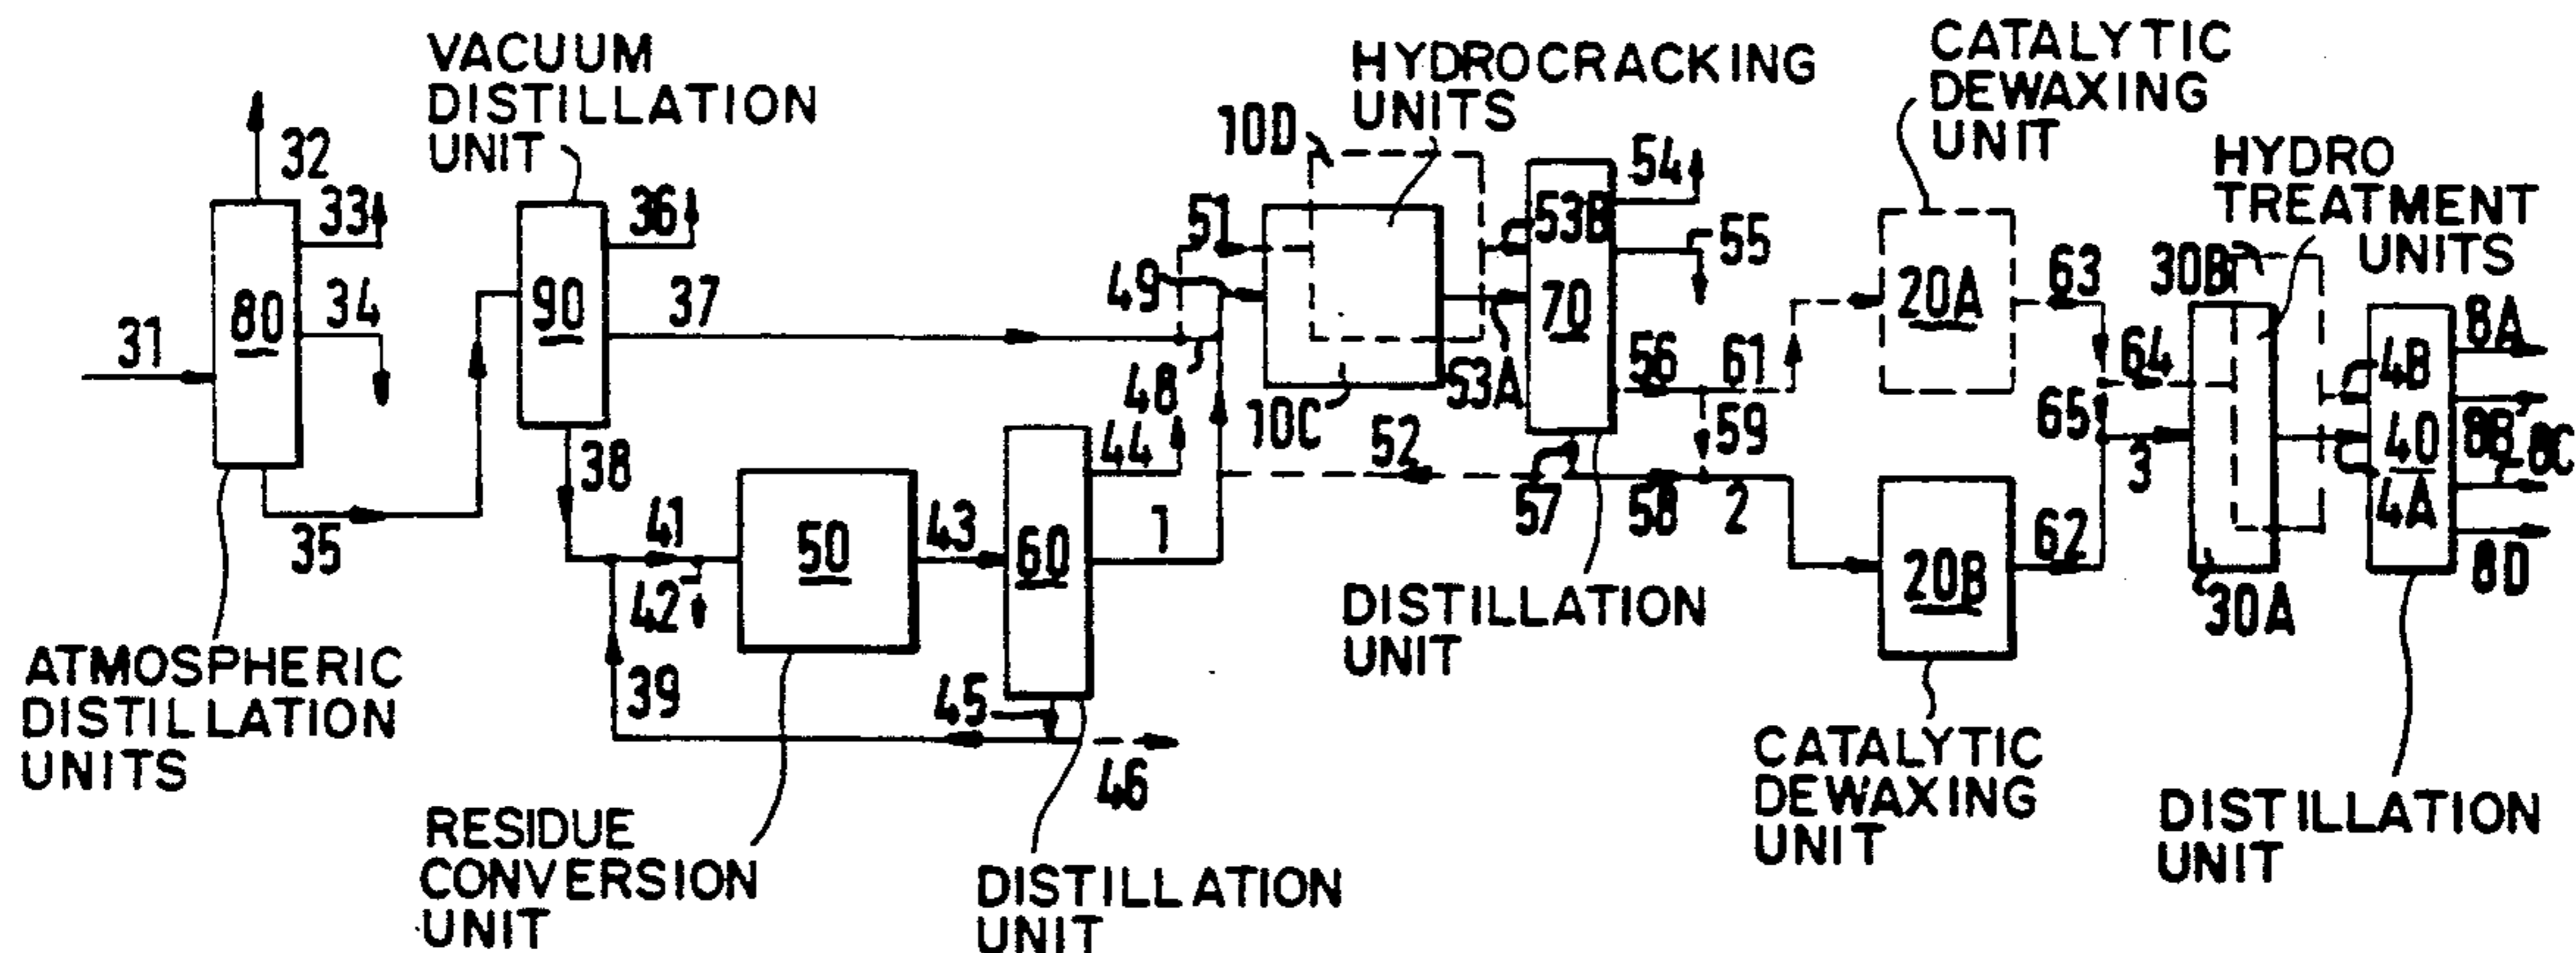 VACUUM
DISTILLATION
UNIT
HYDROCRACKING
UNITS
CATALYTIC
DEWAXING
UNIT
HYDRO
TREATMENT
UNITS
32
33
34
31
80
35
36
37
90
38
41
42
39
50
43
60
44
1
45
46
48
49
51
52
10D
10C
53A
53B
70
54
55
56
57
58
59
61
2
20A
20B
63
64
65
62
3
30B
30A
4B
40
4A
8A
8B
8C
8D
ATMOSPHERIC
DISTILLATION
UNITS
RESIDUE
CONVERSION
UNIT
DISTILLATION
UNIT
DISTILLATION
UNIT
CATALYTIC
DEWAXING
UNIT
DISTILLATION
UNIT